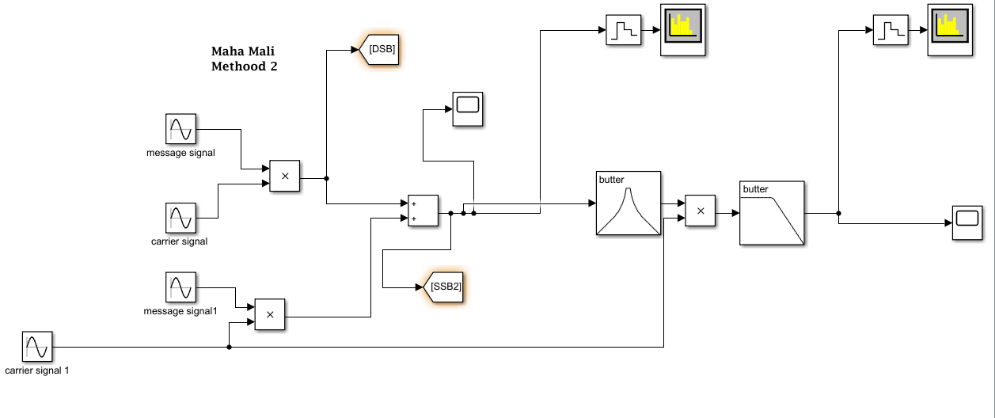 Maha Mali
Methood 2
[DSB]
message signal
×
carrier signal
butter
+
+
×
butter
[SSB2]
message signal1
×
carrier signal 1